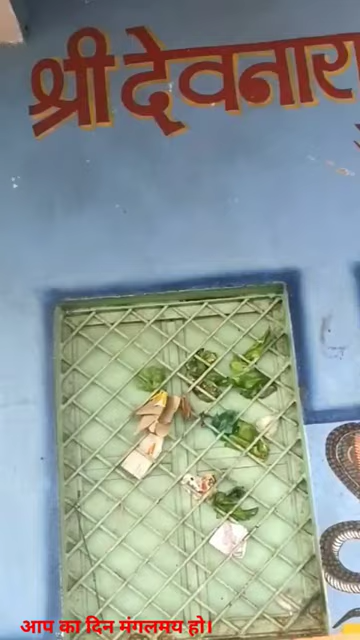 श्री देवनारा
आप का दिन मंगलमय हो।